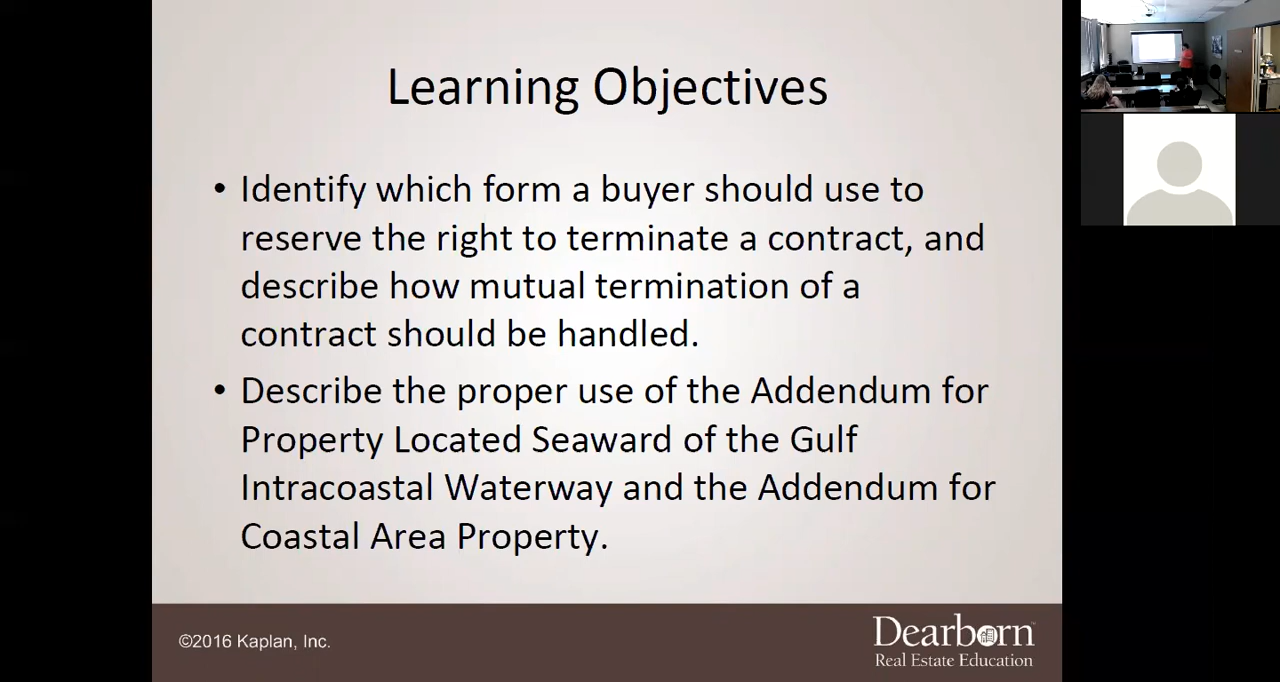 Learning Objectives
• Identify which form a buyer should use to
reserve the right to terminate a contract, and
describe how mutual termination of a
contract should be handled.
• Describe the proper use of the Addendum for
Property Located Seaward of the Gulf
Intracoastal Waterway and the Addendum for
Coastal Area Property.
©2016 Kaplan, Inc.
Dearborn™
Real Estate Education